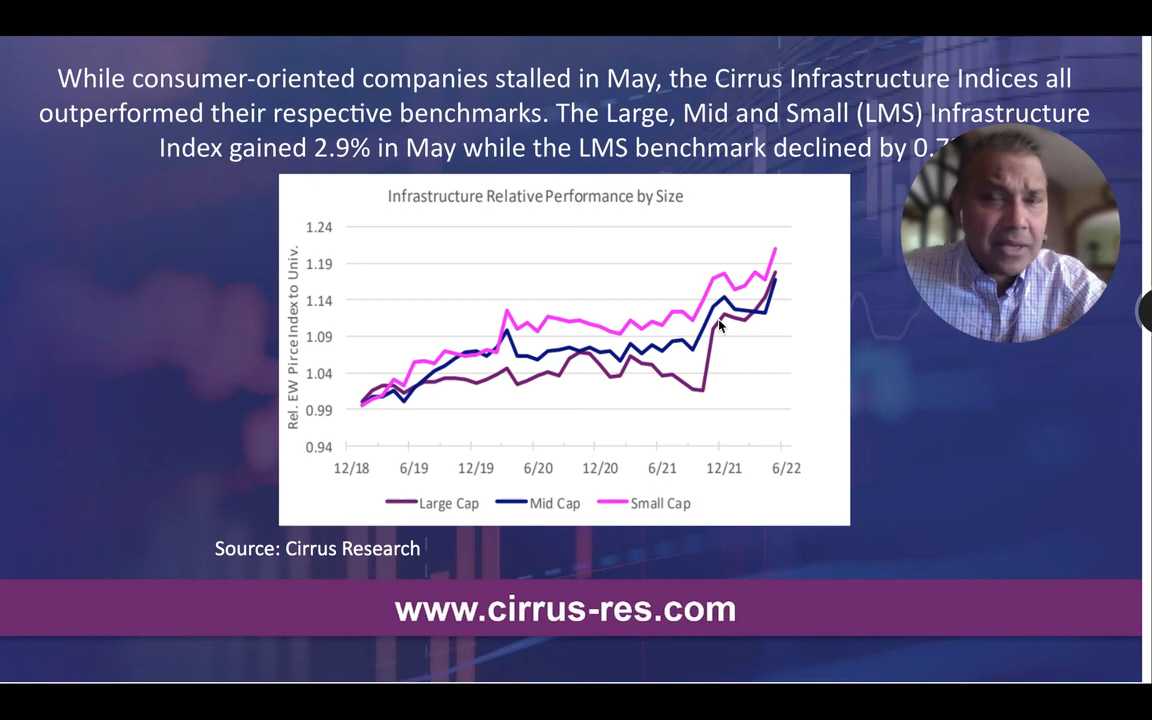 While consumer-oriented companies stalled in May, the Cirrus Infrastructure Indices all
outperformed their respective benchmarks. The Large, Mid and Small (LMS) Infrastructure
Index gained 2.9% in May while the LMS benchmark declined by
Infrastructure Relative Performance by Size
Rel. EW Pirce Index to Univ.
1.24
1.19
1.14
1.09
1.04
0.99
0.94
12/18 6/19 12/19 6/20 12/20 6/21 12/21 6/22
Large Cap Mid Cap Small Cap
Source: Cirrus Research
www.cirrus-res.com